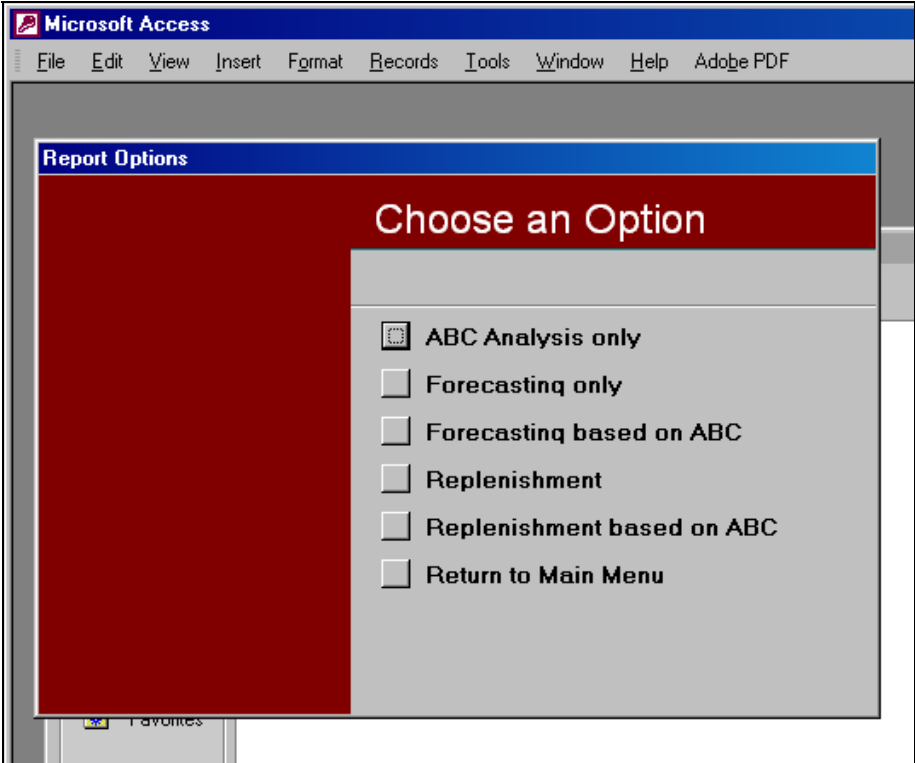 Microsoft Access
File Edit View Insert Format Records Tools Window Help Adobe PDF
Report Options
Choose an Option
ABC Analysis only
Forecasting only
Forecasting based on ABC
Replenishment
Replenishment based on ABC
Return to Main Menu
Favorites